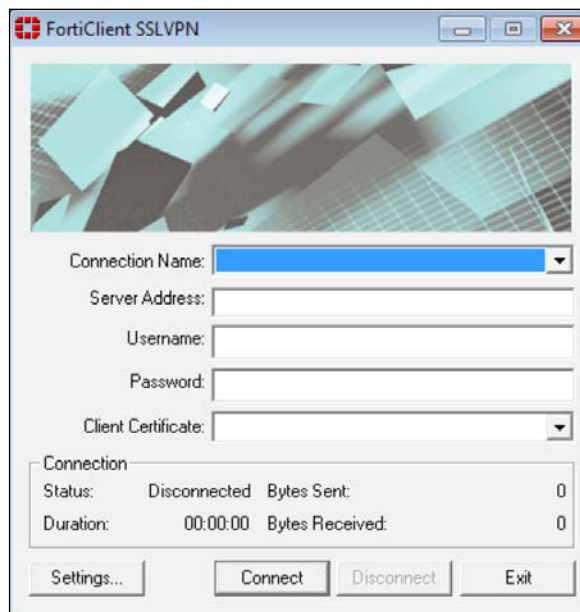 FortiClient SSLVPN
Connection Name:
Server Address:
Username:
Password:
Client Certificate:
Connection
Status: Disconnected Bytes Sent: 0
Duration: 00:00:00 Bytes Received: 0
Settings... Connect Disconnect Exit